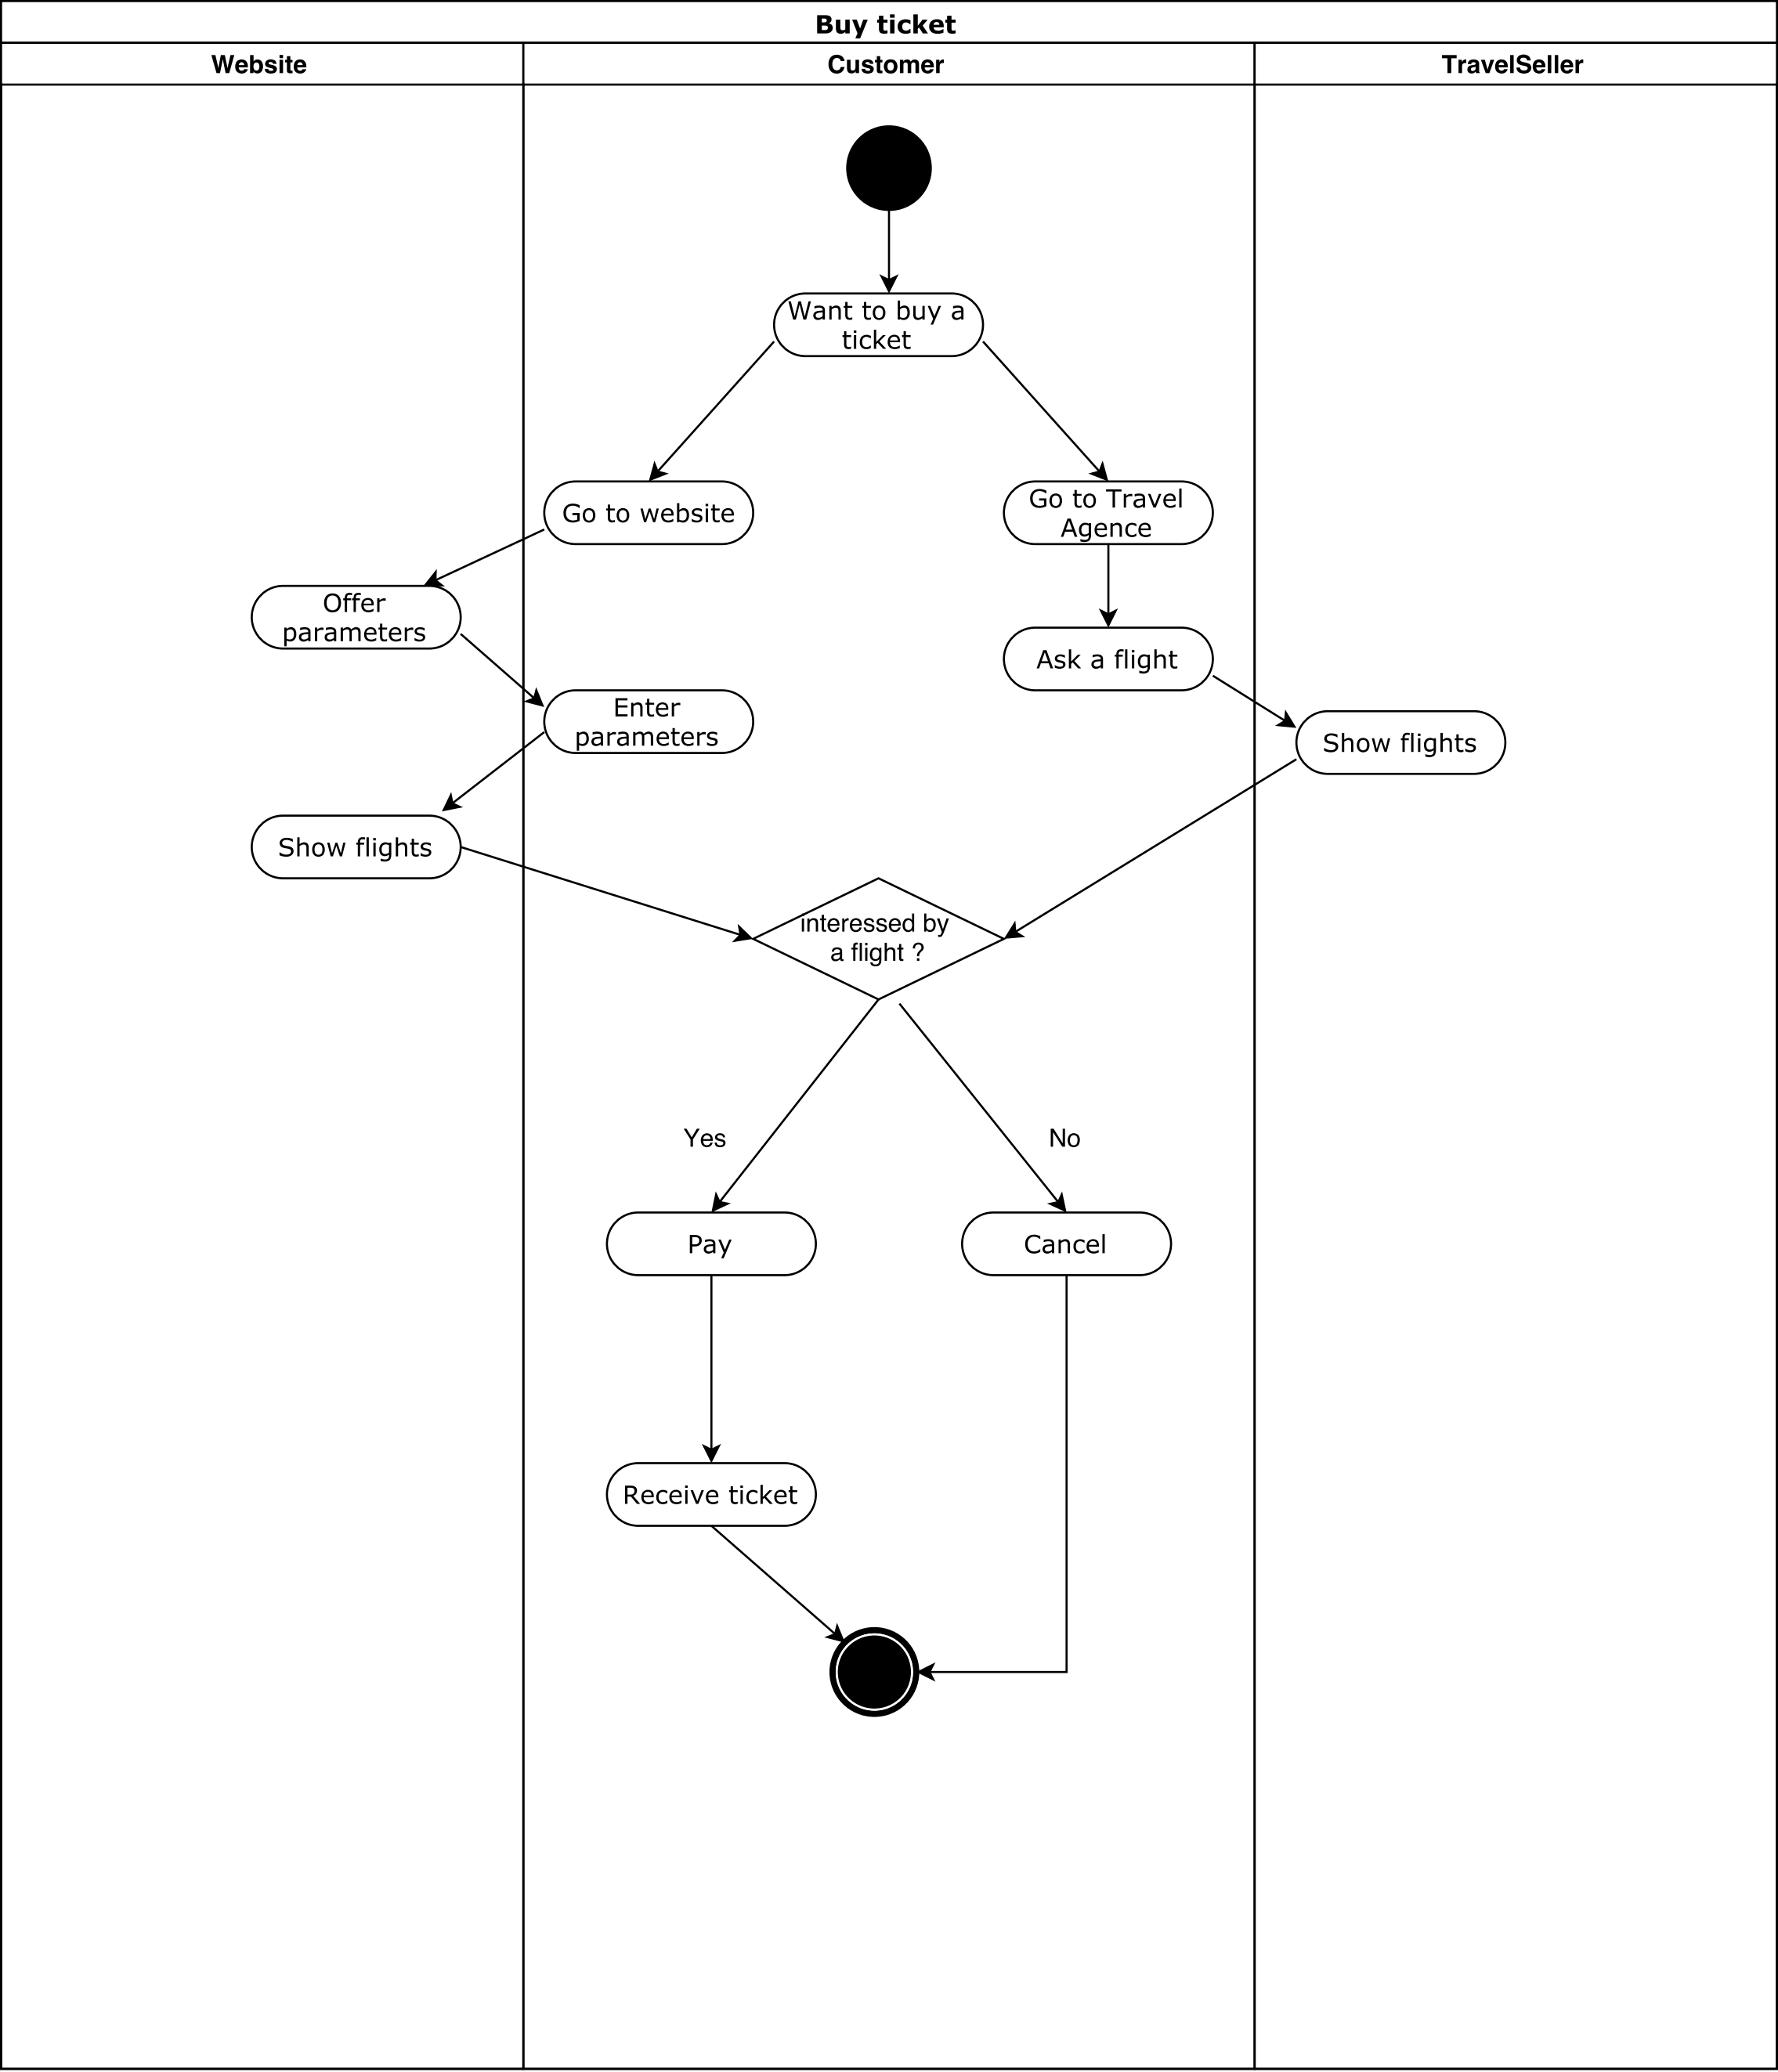 Buy ticket
Website
Customer
TravelSeller
Want to buy a
ticket
Go to website
Go to Travel
Agence
Offer
parameters
Ask a flight
Enter
parameters
Show flights
Show flights
interessed by
a flight ?
Yes
No
Pay
Cancel
Receive ticket